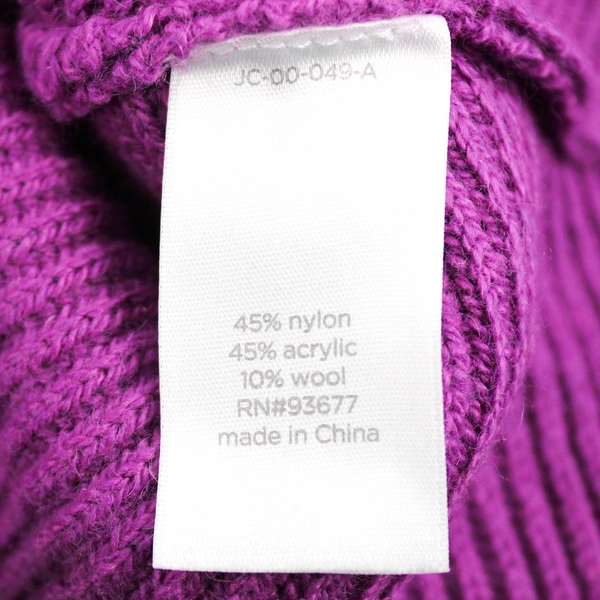 JC-00-049-A
45% nylon
45% acrylic
10% wool
RN#93677
made in China